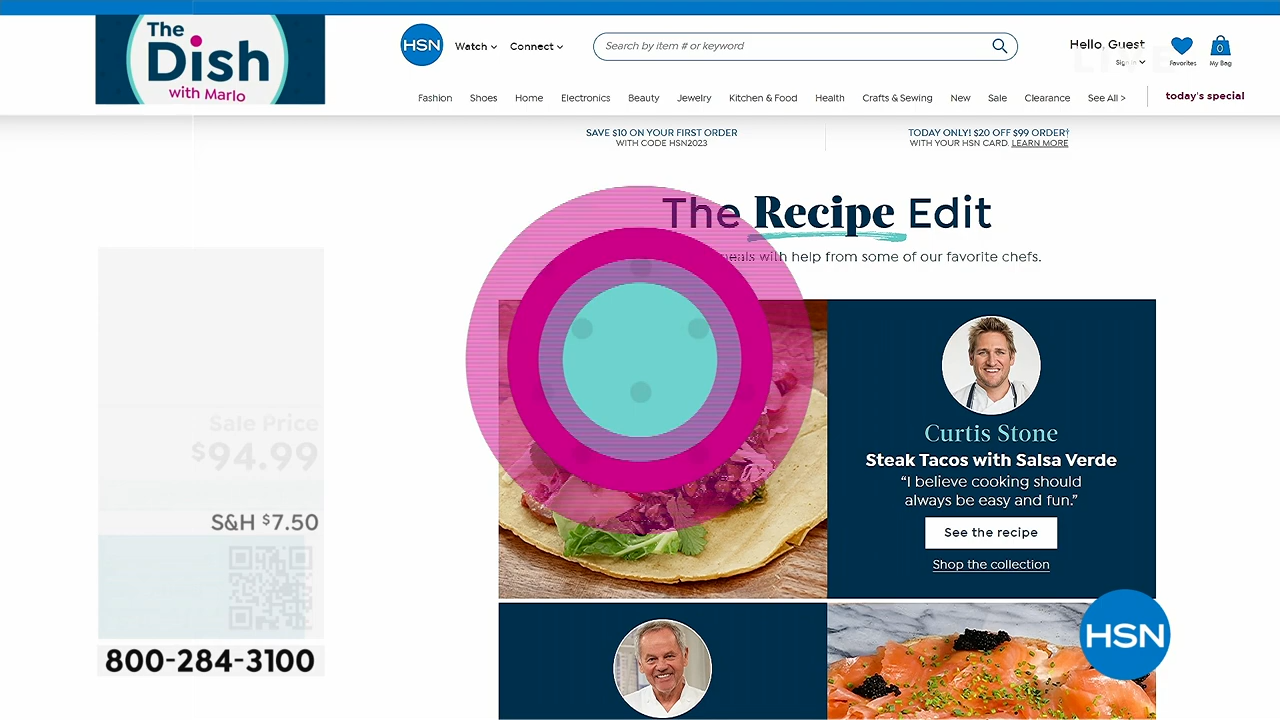 The
Dish
with Marlo
HSN
Watch
Connect
Search by item # or keyword
Hello, Guest
Sign in
Favorites
0
My Bag
Fashion
Shoes
Home
Electronics
Beauty
Jewelry
Kitchen & Food
Health
Crafts & Sewing
New
Sale
Clearance
See All >
today's special
SAVE $10 ON YOUR FIRST ORDER
WITH CODE HSN2023
TODAY ONLY! $20 OFF $99 ORDER†
WITH YOUR HSN CARD. LEARN MORE
The Recipe Edit
meals with help from some of our favorite chefs.
Curtis Stone
Steak Tacos with Salsa Verde
“I believe cooking should
always be easy and fun.”
See the recipe
Shop the collection
Sale Price
$94.99
S&H $7.50
800-284-3100
HSN